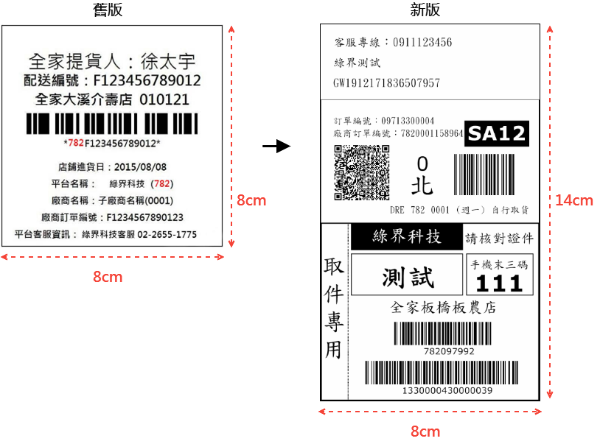 舊版
全家提貨人：徐太宇
配送編號：F123456789012
全家大溪介壽店 010121
*782F123456789012*
店舖進貨日：2015/08/08
平台名稱： 綠界科技 (782)
廠商名稱：子廠商名稱(0001)
廠商訂單編號：F1234567890123
平台客服資訊： 綠界科技客服 02-2655-1775
8cm
8cm
新版
客服專線：0911123456
綠界測試
GW1912171836507957
訂單編號：09713300004
廠商訂單編號：7820001158964
SA12
0
北
DRE 782 0001 (週一) 自行取貨
綠界科技
請核對證件
取件專用
測試
手機末三碼
111
全家板橋板農店
782097992
1330000430000039
14cm
8cm